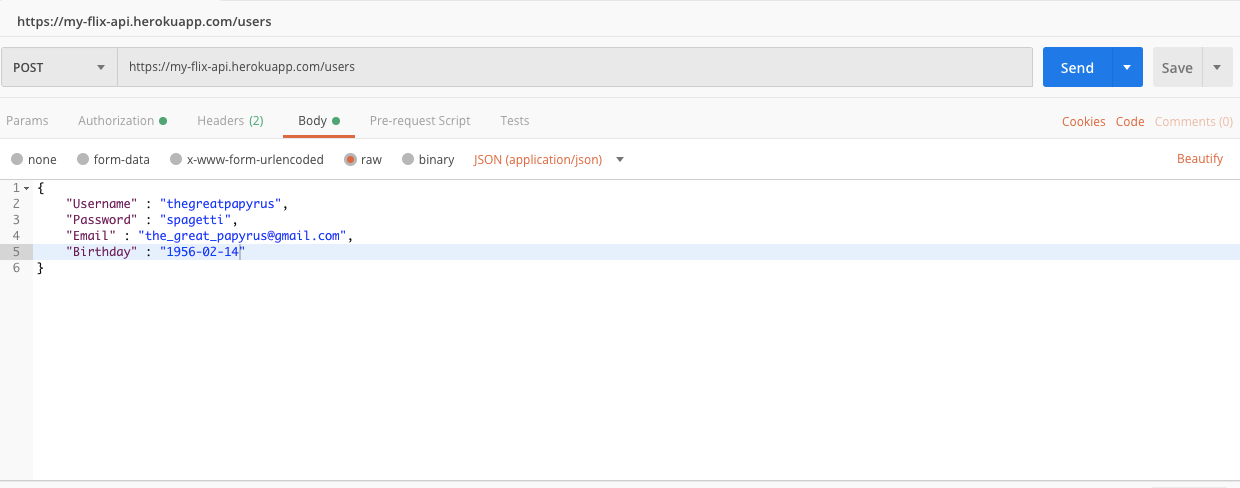 https://my-flix-api.herokuapp.com/users
POST https://my-flix-api.herokuapp.com/users Send Save
Params Authorization Headers (2) Body Pre-request Script Tests Cookies Code Comments (0)
none form-data x-www-form-urlencoded raw binary JSON (application/json) Beautify
1 {
2 "Username" : "thegreatpapyrus",
3 "Password" : "spagetti",
4 "Email" : "the_great_papyrus@gmail.com",
5 "Birthday" : "1956-02-14"
6 }